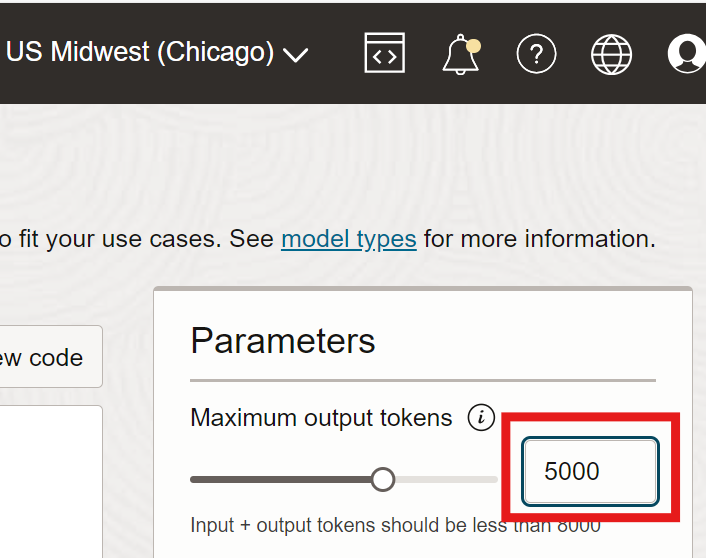 US Midwest (Chicago)
o fit your use cases. See model types for more information.
ew code
Parameters
Maximum output tokens
5000
Input + output tokens should be less than 8000